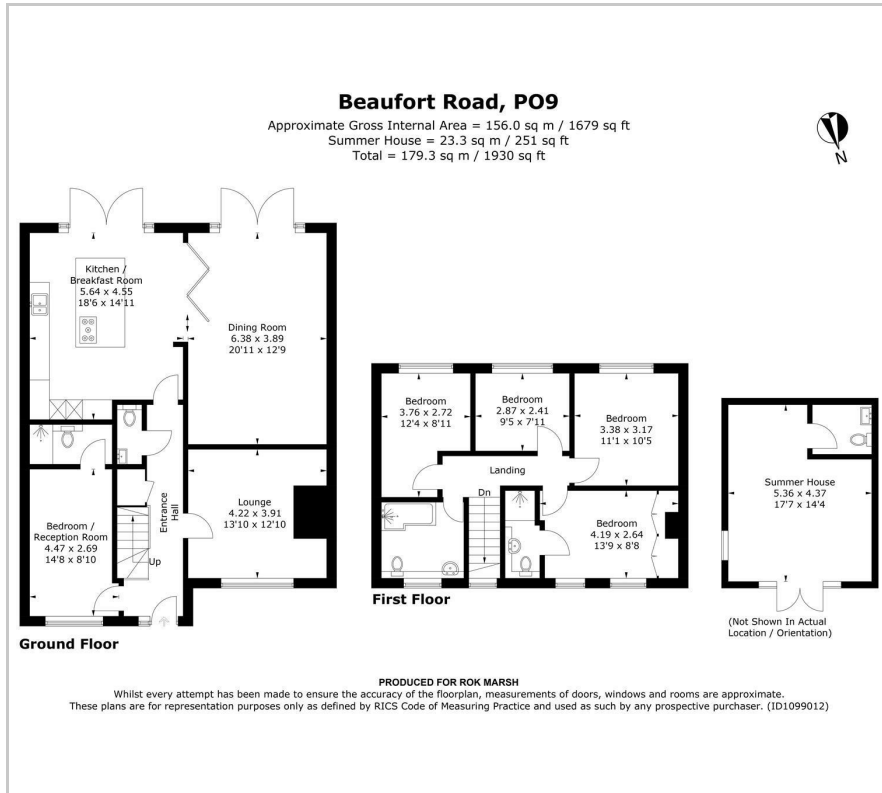 Beaufort Road, PO9
Approximate Gross Internal Area = 156.0 sq m / 1679 sq ft
Summer House = 23.3 sq m / 251 sq ft
Total = 179.3 sq m / 1930 sq ft
N
Kitchen /
Breakfast Room
5.64 x 4.55
18'6 x 14'11
Dining Room
6.38 x 3.89
20'11 x 12'9
Lounge
4.22 x 3.91
13'10 x 12'10
Entrance
Hall
Up
Bedroom /
Reception Room
4.47 x 2.69
14'8 x 8'10
Ground Floor
Bedroom
3.76 x 2.72
12'4 x 8'11
Bedroom
2.87 x 2.41
9'5 x 7'11
Bedroom
3.38 x 3.17
11'1 x 10'5
Landing
Dn
Bedroom
4.19 x 2.64
13'9 x 8'8
First Floor
Summer House
5.36 x 4.37
17'7 x 14'4
(Not Shown In Actual
Location / Orientation)
PRODUCED FOR ROK MARSH
Whilst every attempt has been made to ensure the accuracy of the floorplan, measurements of doors, windows and rooms are approximate.
These plans are for representation purposes only as defined by RICS Code of Measuring Practice and used as such by any prospective purchaser. (ID1099012)